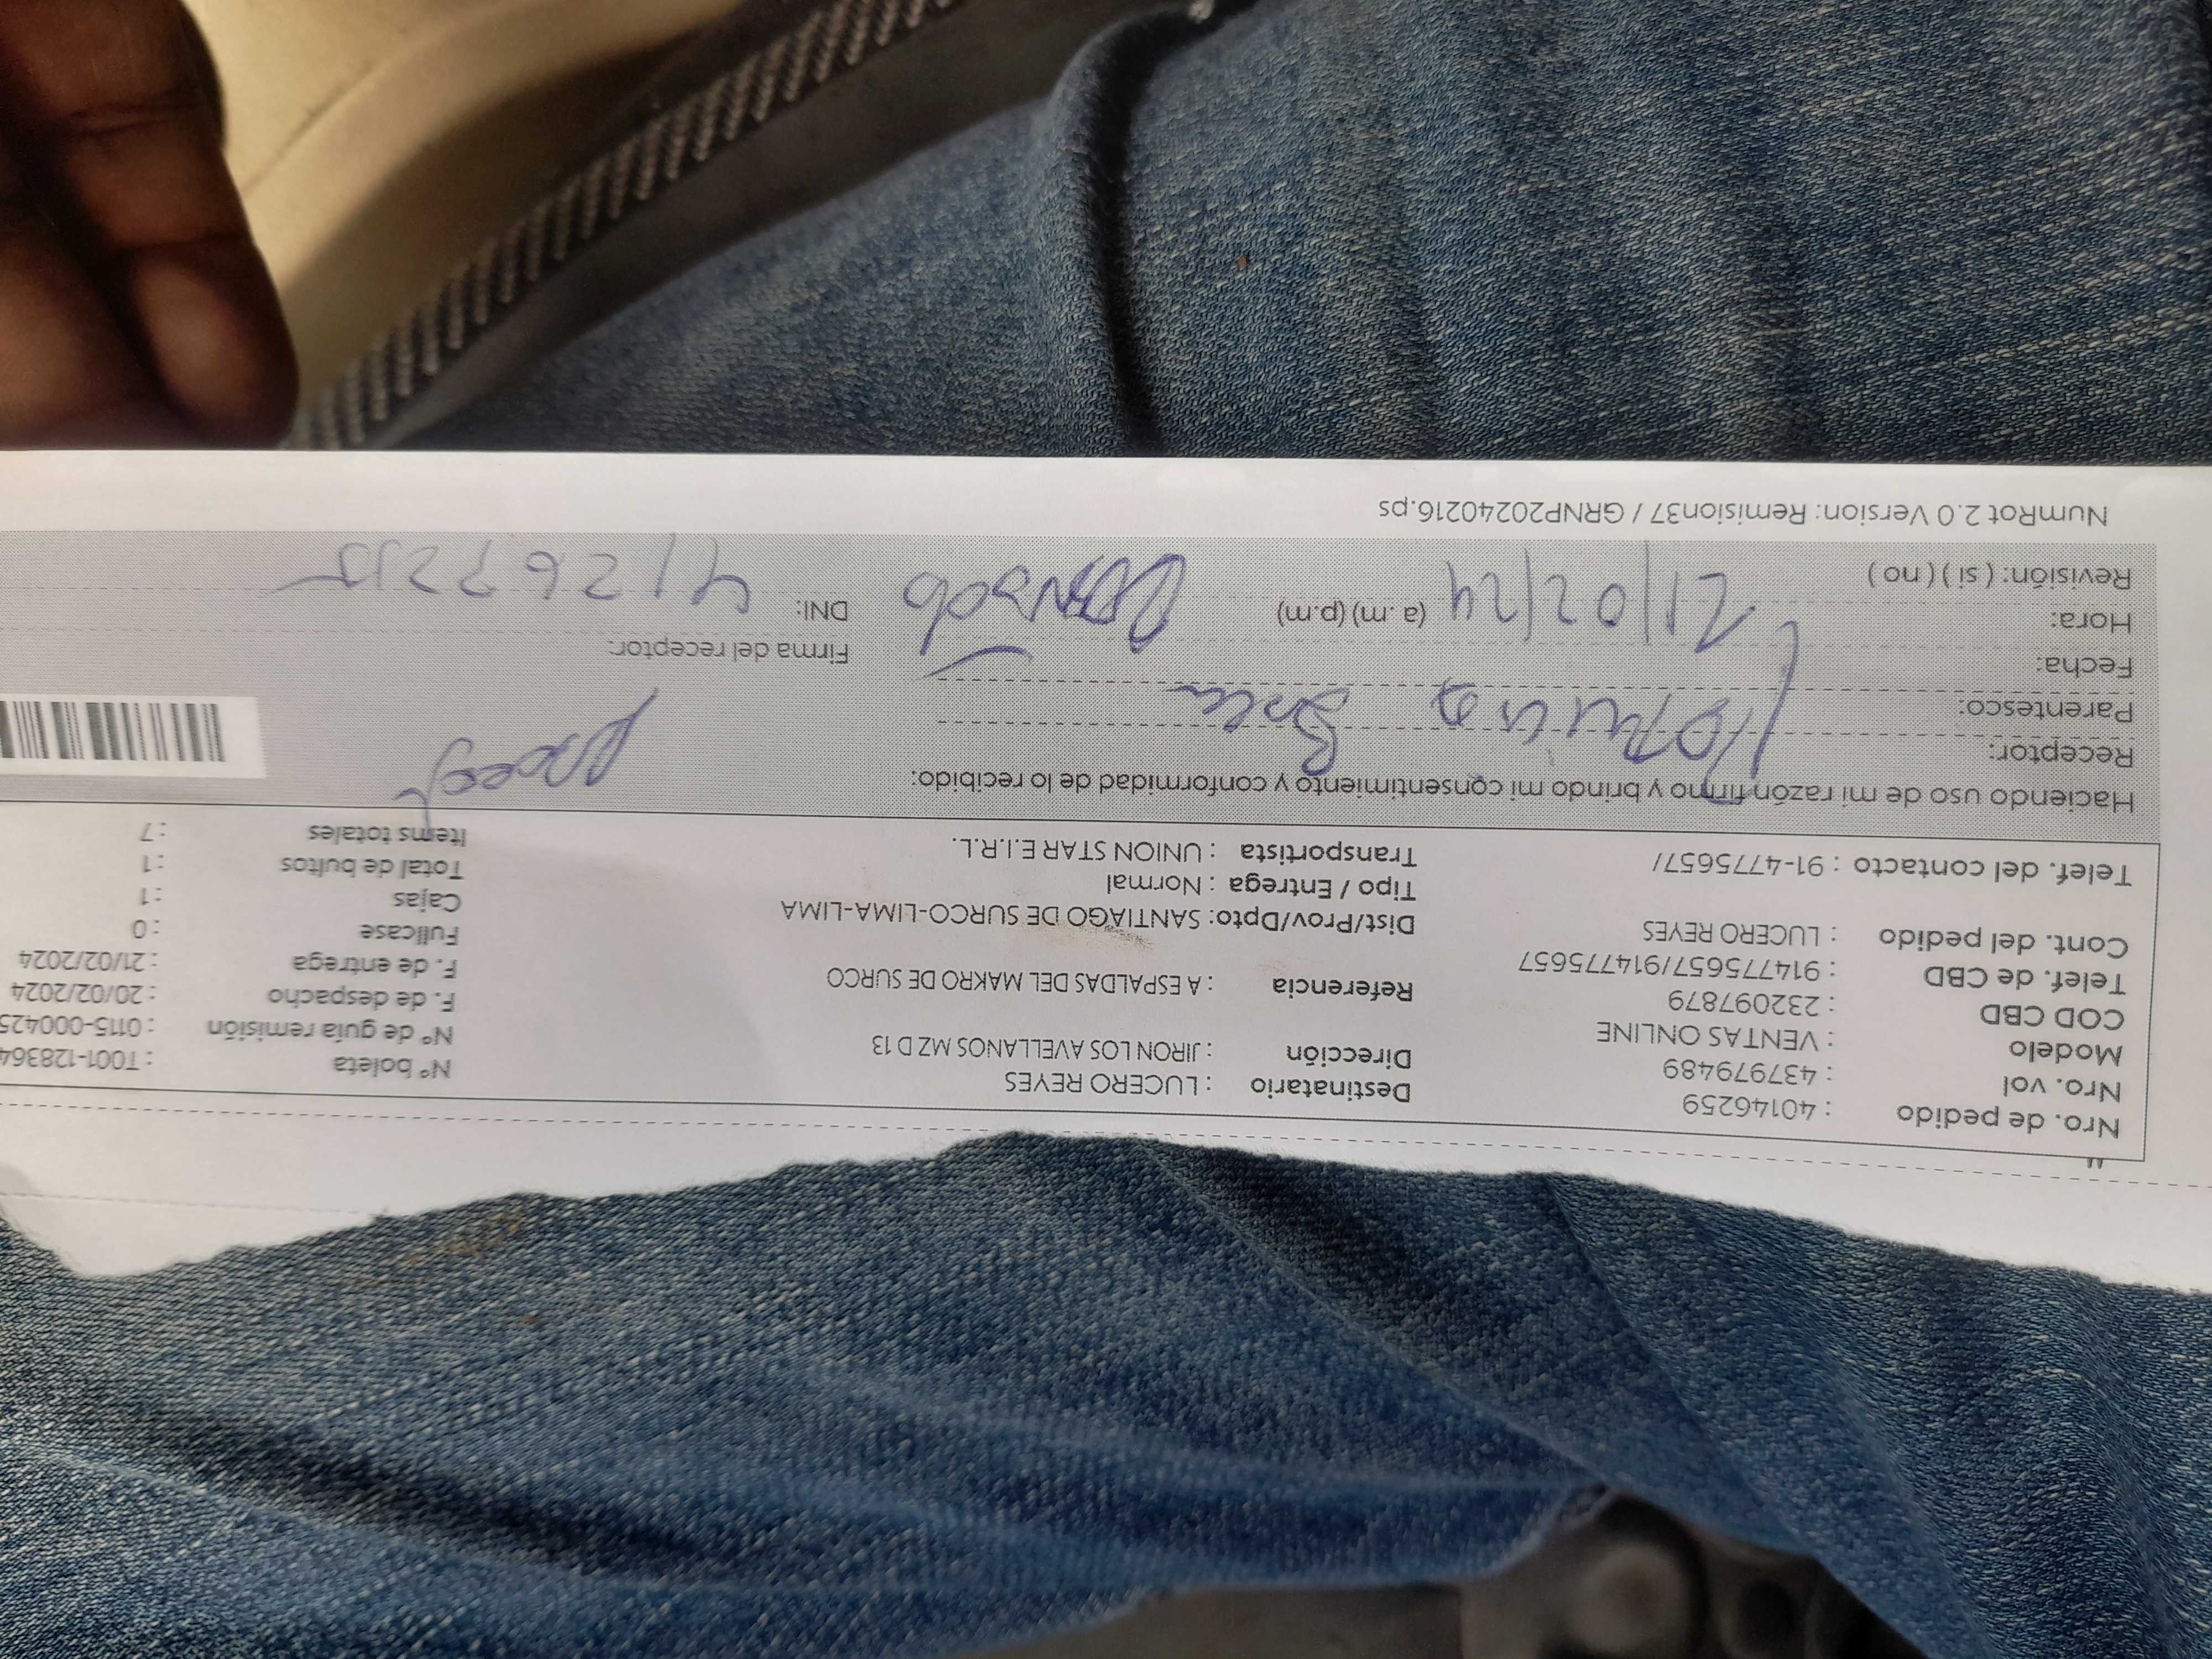 Nro. de pedido : 40146259
Nro. vol : 43797489
Modelo : VENTAS ONLINE
COD CBD : 232097879
Telef. de CBD : 914775657/914775657
Cont. del pedido : LUCERO REYES
Telef. del contacto : 91-4775657/
Destinatario : LUCERO REYES
Dirección : JIRON LOS AVELLANOS MZ D 13
Referencia : A ESPALDAS DEL MAKRO DE SURCO
Dist/Prov/Dpto: SANTIAGO DE SURCO-LIMA-LIMA
Tipo / Entrega : Normal
Transportista : UNION STAR E.I.R.L.
Nº boleta : T001-128364
Nº de guía remisión : 0115-000425
F. de despacho : 20/02/2024
F. de entrega : 21/02/2024
Fullcase : 0
Cajas : 1
Total de bultos : 1
Items totales : 7
Haciendo uso de mi razón firmo y brindo mi consentimiento y conformidad de lo recibido:
Receptor:
Parentesco:
Fecha:
Hora: 21/02/24 (a.m) (p.m)
Revisión: ( si ) ( no )
Firma del receptor:
DNI: 41267255
NumRot 2.0 Version: Remision37 / GRNP20240216.ps